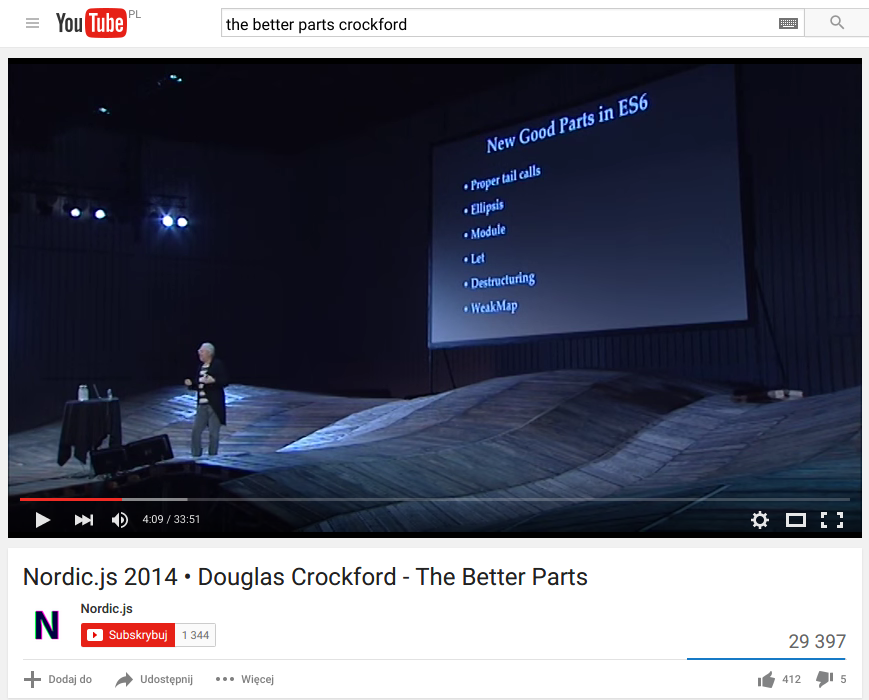 YouTube PL
the better parts crockford
New Good Parts in ES6
• Proper tail calls
• Ellipsis
• Module
• Let
• Destructuring
• WeakMap
4:09 / 33:51
Nordic.js 2014 • Douglas Crockford - The Better Parts
N
Nordic.js
Subskrybuj 1 344
29 397
Dodaj do Udostępnij Więcej 412 5